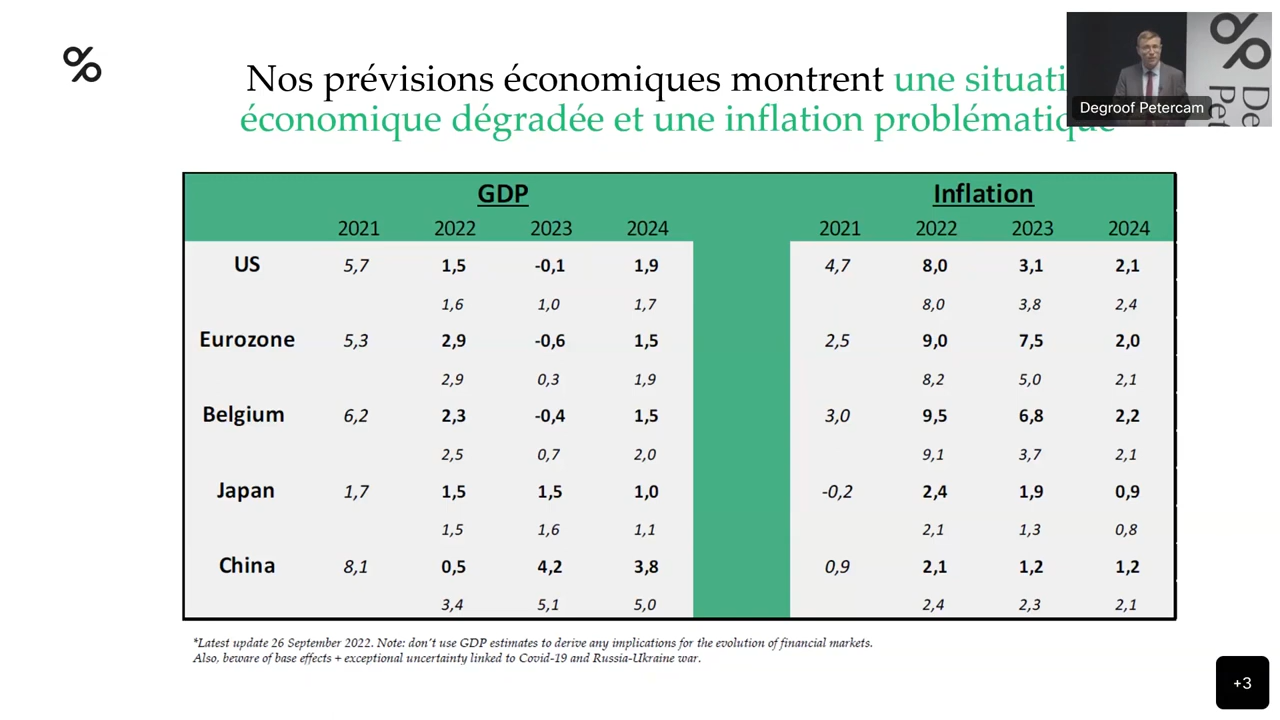 Nos prévisions économiques montrent une situati
économique dégradée et une inflation problématique
Degroof Petercam
De
Pet
GDP Inflation
2021 2022 2023 2024 2021 2022 2023 2024
US 5,7 1,5 -0,1 1,9 4,7 8,0 3,1 2,1
1,6 1,0 1,7 8,0 3,8 2,4
Eurozone 5,3 2,9 -0,6 1,5 2,5 9,0 7,5 2,0
2,9 0,3 1,9 8,2 5,0 2,1
Belgium 6,2 2,3 -0,4 1,5 3,0 9,5 6,8 2,2
2,5 0,7 2,0 9,1 3,7 2,1
Japan 1,7 1,5 1,5 1,0 -0,2 2,4 1,9 0,9
1,5 1,6 1,1 2,1 1,3 0,8
China 8,1 0,5 4,2 3,8 0,9 2,1 1,2 1,2
3,4 5,1 5,0 2,4 2,3 2,1
*Latest update 26 September 2022. Note: don't use GDP estimates to derive any implications for the evolution of financial markets.
Also, beware of base effects + exceptional uncertainty linked to Covid-19 and Russia-Ukraine war.
+3